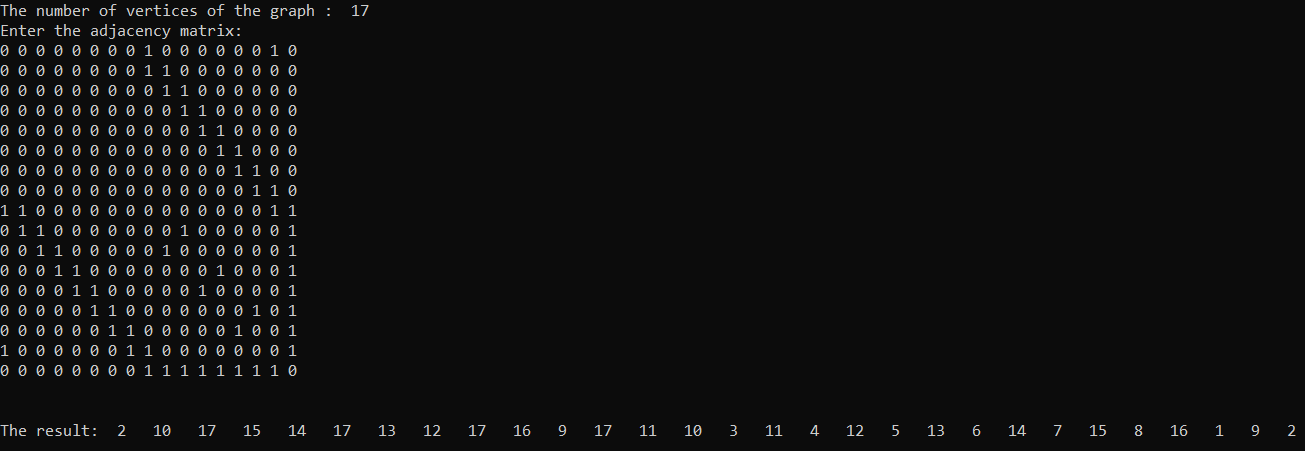 The number of vertices of the graph : 17
Enter the adjacency matrix:
0 0 0 0 0 0 0 0 1 0 0 0 0 0 0 1 0
0 0 0 0 0 0 0 0 1 1 0 0 0 0 0 0 0
0 0 0 0 0 0 0 0 0 1 1 0 0 0 0 0 0
0 0 0 0 0 0 0 0 0 0 1 1 0 0 0 0 0
0 0 0 0 0 0 0 0 0 0 0 1 1 0 0 0 0
0 0 0 0 0 0 0 0 0 0 0 0 1 1 0 0 0
0 0 0 0 0 0 0 0 0 0 0 0 0 1 1 0 0
0 0 0 0 0 0 0 0 0 0 0 0 0 0 1 1 0
1 1 0 0 0 0 0 0 0 0 0 0 0 0 0 1 1
0 1 1 0 0 0 0 0 0 0 1 0 0 0 0 0 1
0 0 1 1 0 0 0 0 0 1 0 0 0 0 0 0 1
0 0 0 1 1 0 0 0 0 0 0 0 1 0 0 0 1
0 0 0 0 1 1 0 0 0 0 0 1 0 0 0 0 1
0 0 0 0 0 1 1 0 0 0 0 0 0 0 1 0 1
0 0 0 0 0 0 1 1 0 0 0 0 0 1 0 0 1
1 0 0 0 0 0 0 1 1 0 0 0 0 0 0 0 1
0 0 0 0 0 0 0 0 1 1 1 1 1 1 1 1 0
The result: 2 10 17 15 14 17 13 12 17 16 9 17 11 10 3 11 4 12 5 13 6 14 7 15 8 16 1 9 2